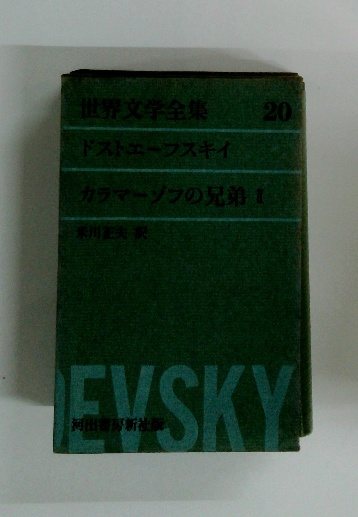 世界文学全集 20
ドストエーフスキイ
カラマーゾフの兄弟 I
米川正夫 訳
OEVSKY
河出書房新社版